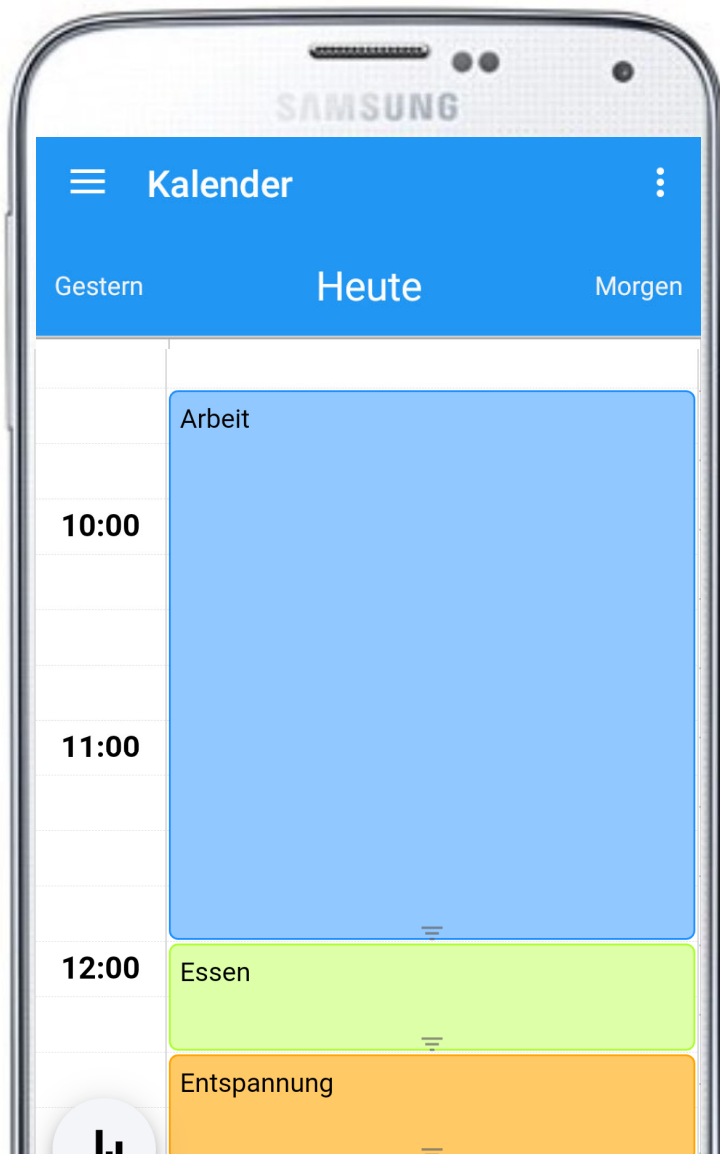 SAMSUNG
Kalender
Gestern Heute Morgen
Arbeit
10:00
11:00
12:00
Essen
Entspannung